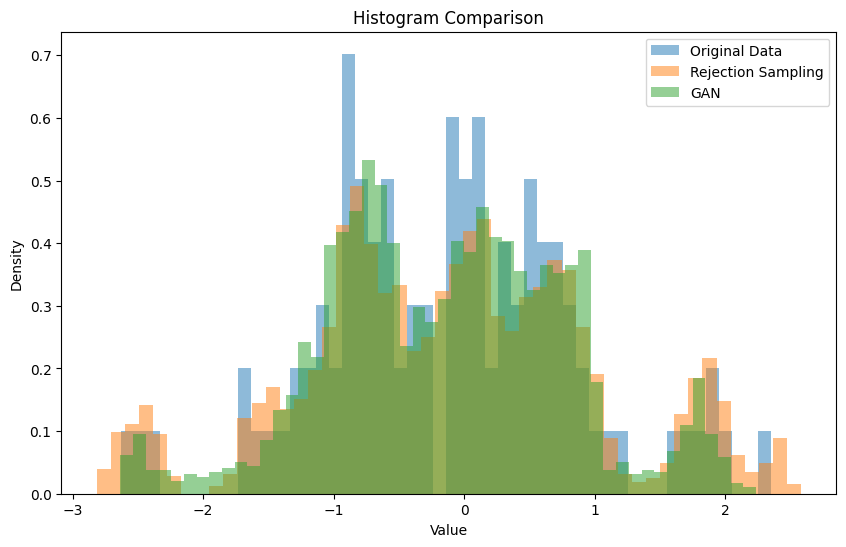 Histogram Comparison
Original Data
Rejection Sampling
GAN
Density
0.7
0.6
0.5
0.4
0.3
0.2
0.1
0.0
−3
−2
−1
0
1
2
Value